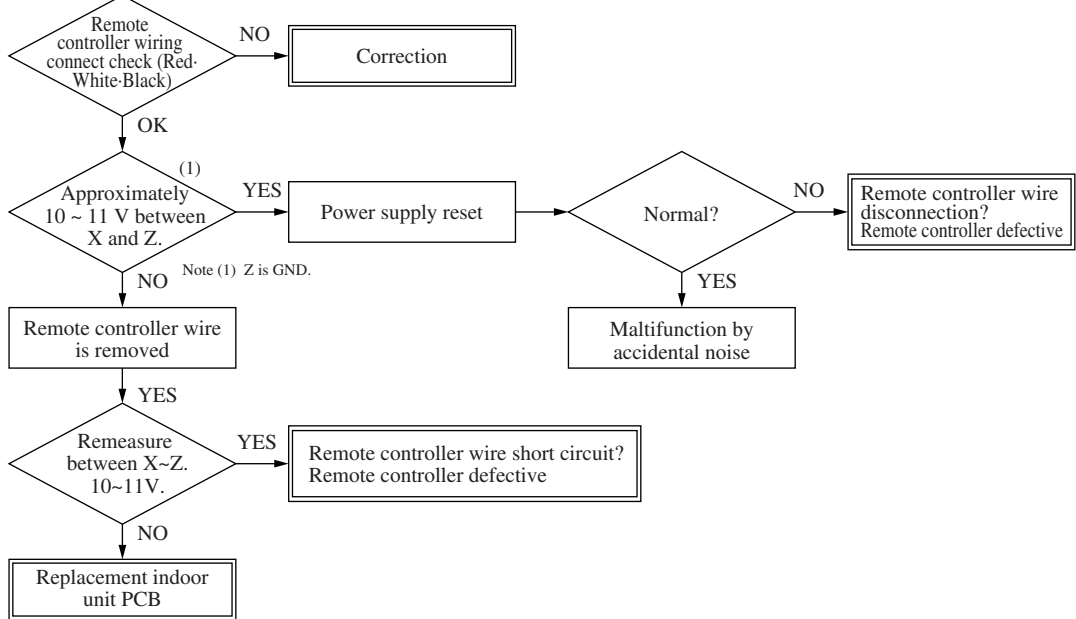 Remote
controller wiring
connect check (Red·
White·Black)
NO
Correction
OK
(1)
Approximately
10 ~ 11 V between
X and Z.
YES
Power supply reset
Normal?
NO
Remote controller wire
disconnection?
Remote controller defective
Note (1) Z is GND.
NO
YES
Remote controller wire
is removed
Maltifunction by
accidental noise
YES
Remeasure
between X~Z.
10~11V.
YES
Remote controller wire short circuit?
Remote controller defective
NO
Replacement indoor
unit PCB